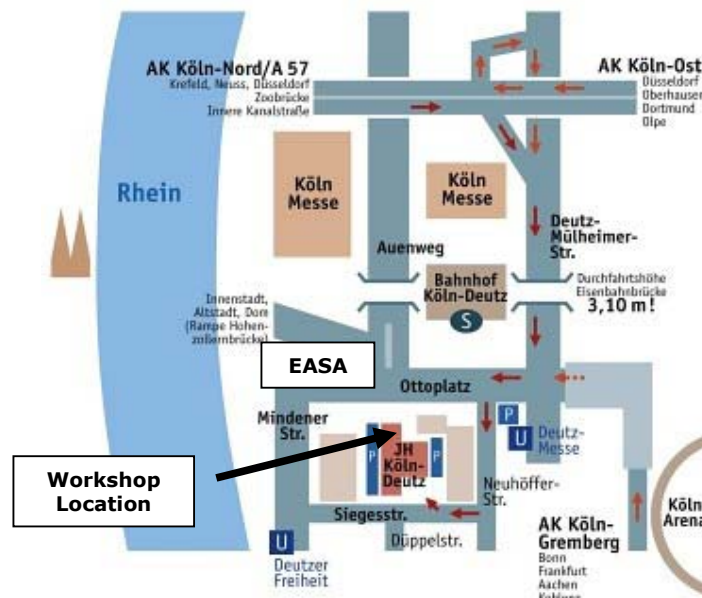 AK Köln-Nord/A 57
Krefeld, Neuss, Düsseldorf
Zoobrücke
Innere Kanalstraße
AK Köln-Ost
Düsseldorf
Oberhausen
Dortmund
Olpe
Rhein
Köln
Messe
Köln
Messe
Auenweg
Deutz-
Mülheimer-
Str.
Bahnhof
Köln-Deutz
S
Durchfahrtshöhe
Eisenbahnbrücke
3,10 m!
Innenstadt,
Altstadt, Dom
(Rampe Hohen-
zollernbrücke)
EASA
Ottoplatz
Mindener
Str.
P
U
Deutz-
Messe
P
JH
Köln-
Deutz
P
Workshop
Location
Neuhöffer-
Str.
Siegesstr.
Düppelstr.
U
Deutzer
Freiheit
AK Köln-
Gremberg
Bonn
Frankfurt
Aachen
Köln
Arena